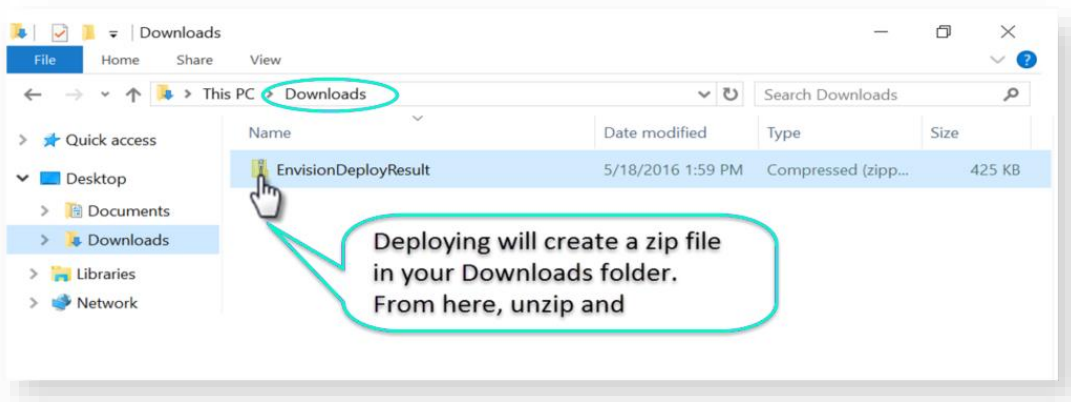 Downloads
File Home Share View
This PC > Downloads
Search Downloads
Quick access
Desktop
Documents
Downloads
Libraries
Network
Name Date modified Type Size
EnvisionDeployResult 5/18/2016 1:59 PM Compressed (zipp... 425 KB
Deploying will create a zip file
in your Downloads folder.
From here, unzip and